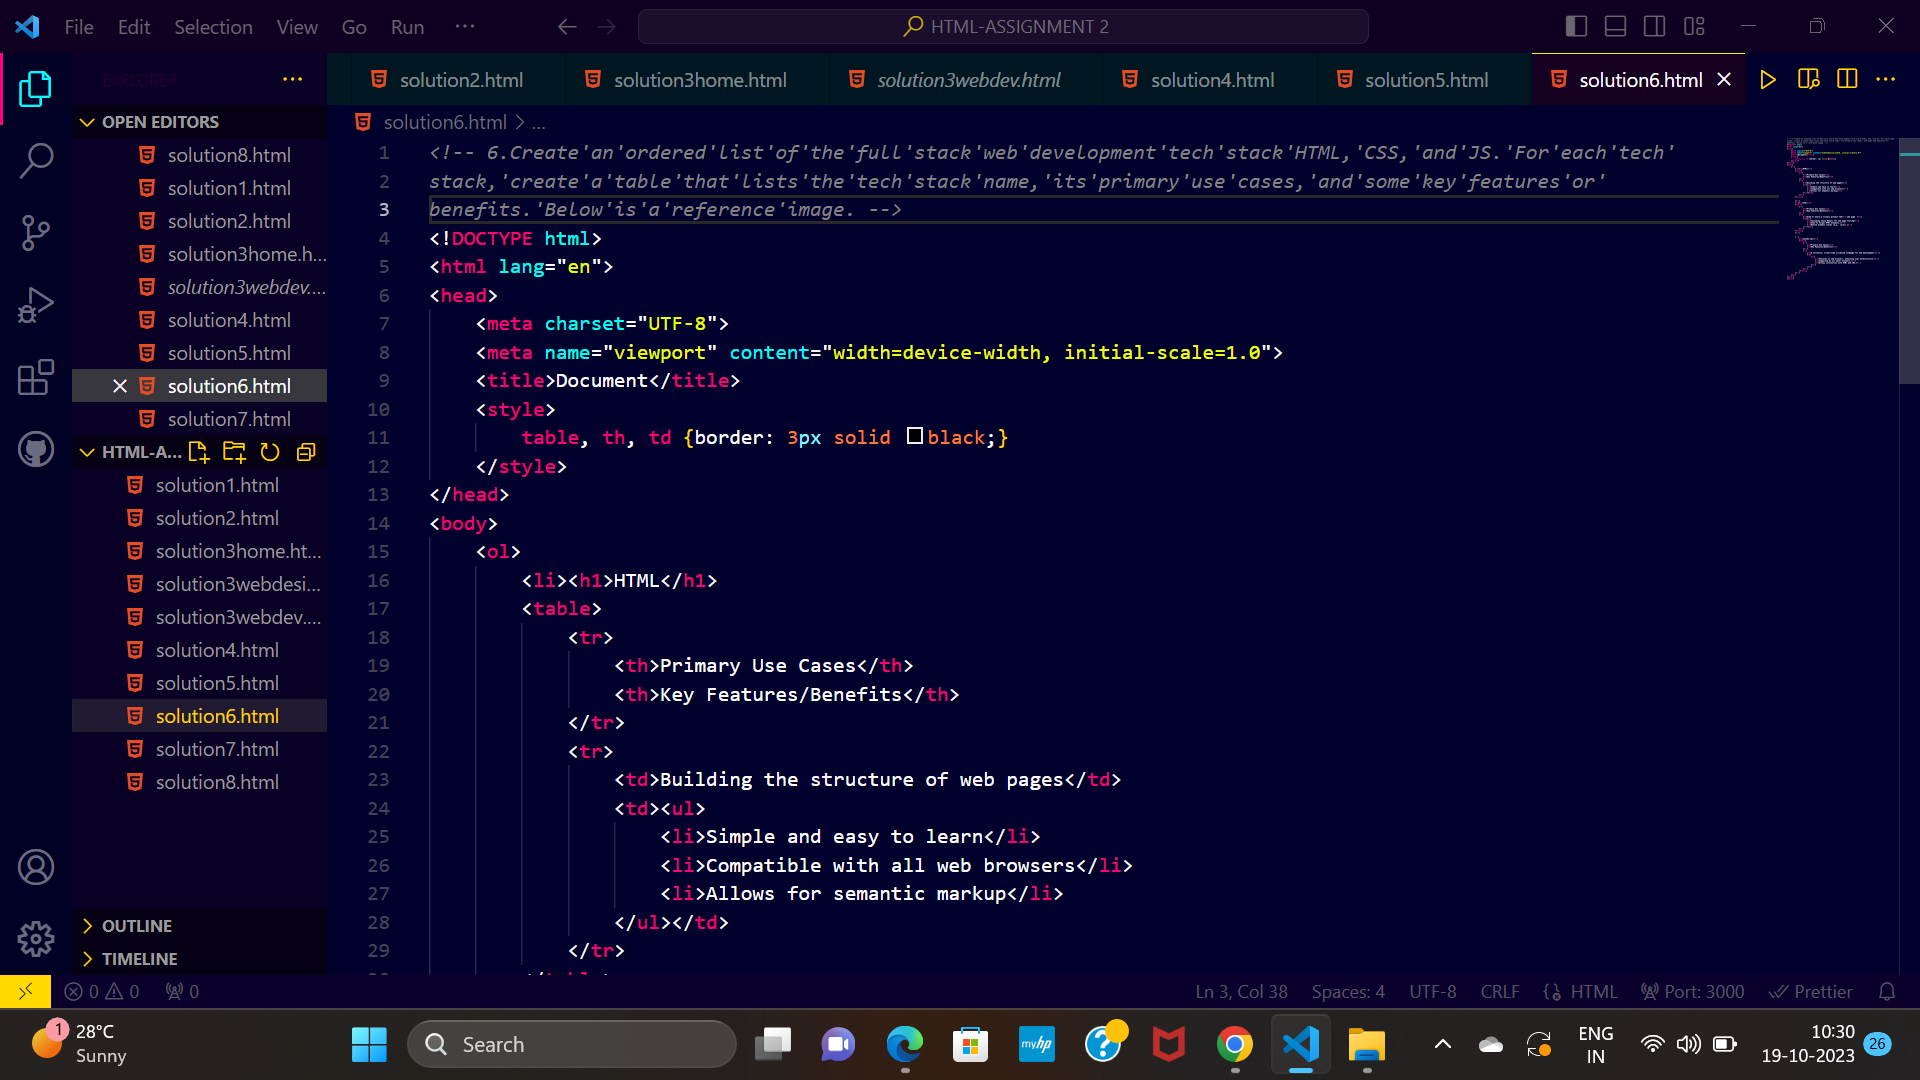 File Edit Selection View Go Run ··· HTML-ASSIGNMENT 2
EXPLORER ···
solution2.html solution3home.html solution3webdev.html solution4.html solution5.html solution6.html
OPEN EDITORS
solution8.html
solution1.html
solution2.html
solution3home.h...
solution3webdev....
solution4.html
solution5.html
solution6.html
solution7.html
HTML-A...
solution1.html
solution2.html
solution3home.ht...
solution3webdesi...
solution3webdev....
solution4.html
solution5.html
solution6.html
solution7.html
solution8.html
OUTLINE
TIMELINE
solution6.html > ...
1 <!-- 6.Create'an'ordered'list'of'the'full'stack'web'development'tech'stack'HTML,'CSS,'and'JS.'For'each'tech'
2 stack,'create'a'table'that'lists'the'tech'stack'name,'its'primary'use'cases,'and'some'key'features'or'
3 benefits.'Below'is'a'reference'image. -->
4 <!DOCTYPE html>
5 <html lang="en">
6 <head>
7 <meta charset="UTF-8">
8 <meta name="viewport" content="width=device-width, initial-scale=1.0">
9 <title>Document</title>
10 <style>
11 table, th, td {border: 3px solid black;}
12 </style>
13 </head>
14 <body>
15 <ol>
16 <li><h1>HTML</h1>
17 <table>
18 <tr>
19 <th>Primary Use Cases</th>
20 <th>Key Features/Benefits</th>
21 </tr>
22 <tr>
23 <td>Building the structure of web pages</td>
24 <td><ul>
25 <li>Simple and easy to learn</li>
26 <li>Compatible with all web browsers</li>
27 <li>Allows for semantic markup</li>
28 </ul></td>
29 </tr>
0 0 0 Ln 3, Col 38 Spaces: 4 UTF-8 CRLF HTML Port: 3000 Prettier
1 28°C
Sunny
Search
myhp
ENG
IN
10:30
19-10-2023
26